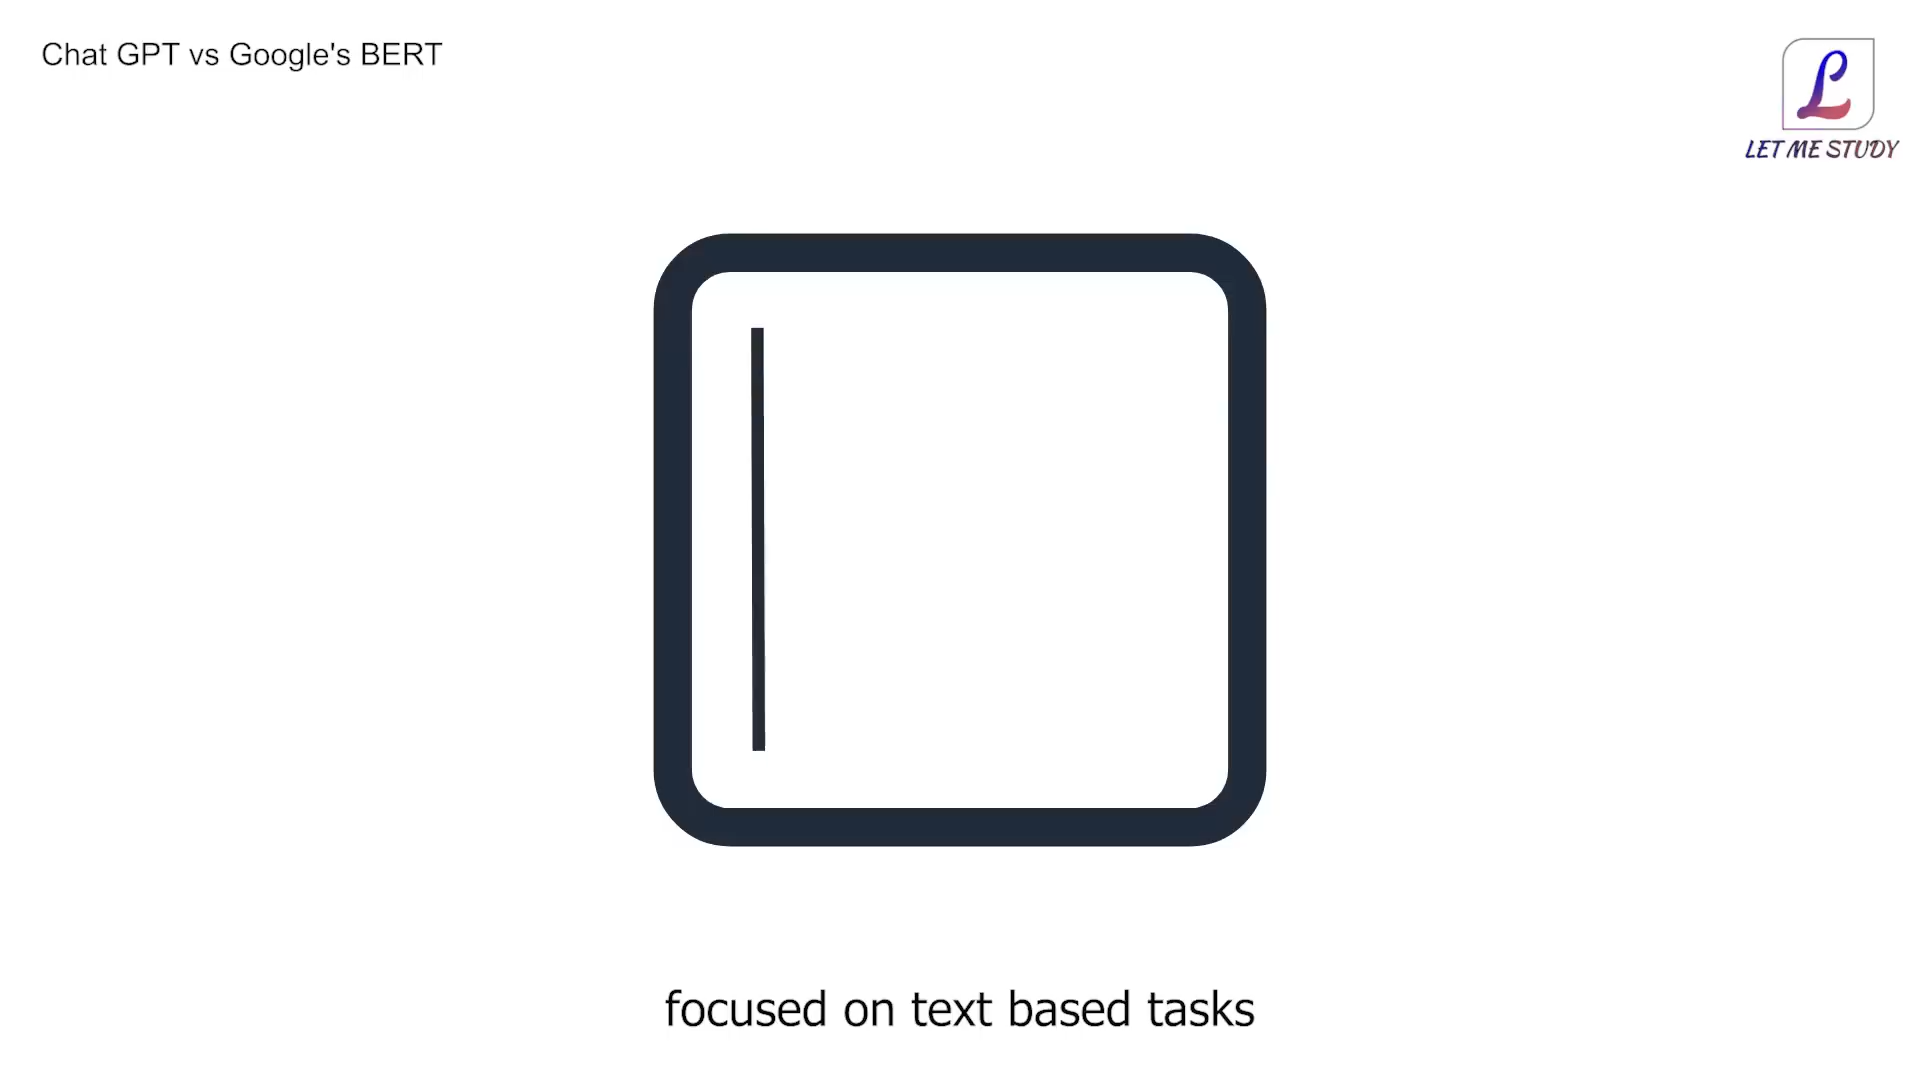 Chat GPT vs Google's BERT
L
LET ME STUDY
focused on text based tasks